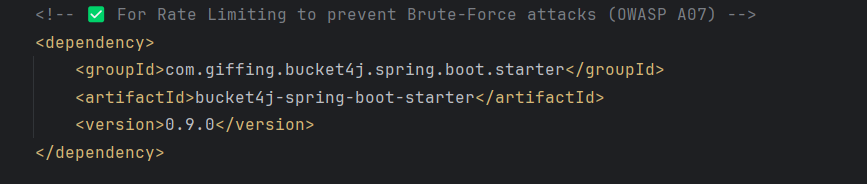 <!-- ✅ For Rate Limiting to prevent Brute-Force attacks (OWASP A07) -->
<dependency>
    <groupId>com.giffing.bucket4j.spring.boot.starter</groupId>
    <artifactId>bucket4j-spring-boot-starter</artifactId>
    <version>0.9.0</version>
</dependency>